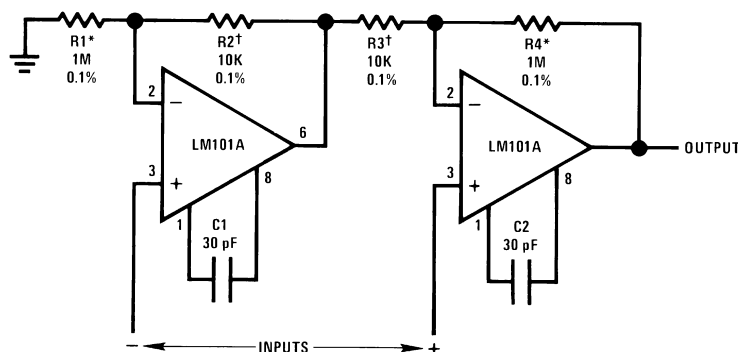 R1*
1M
0.1%
R2†
10K
0.1%
R3†
10K
0.1%
R4*
1M
0.1%
2
−
LM101A
6
3
+
8
1
C1
30 pF
2
−
LM101A
OUTPUT
3
+
8
1
C2
30 pF
− INPUTS +